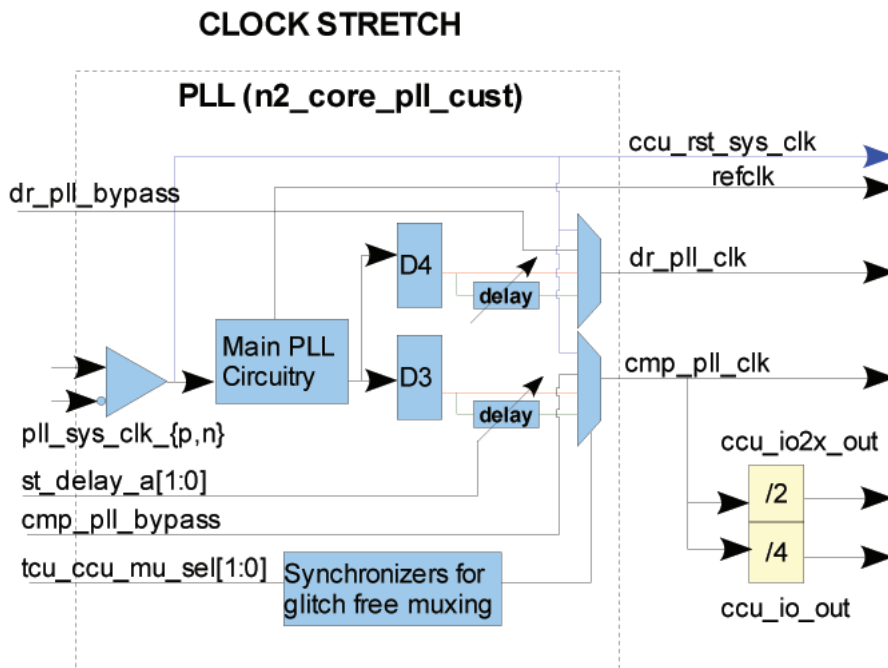 CLOCK STRETCH
PLL (n2_core_pll_cust)
ccu_rst_sys_clk
refclk
dr_pll_bypass
D4
delay
dr_pll_clk
Main PLL
Circuitry
D3
delay
cmp_pll_clk
pll_sys_clk_{p,n}
st_delay_a[1:0]
cmp_pll_bypass
tcu_ccu_mu_sel[1:0]
Synchronizers for
glitch free muxing
ccu_io2x_out
/2
/4
ccu_io_out